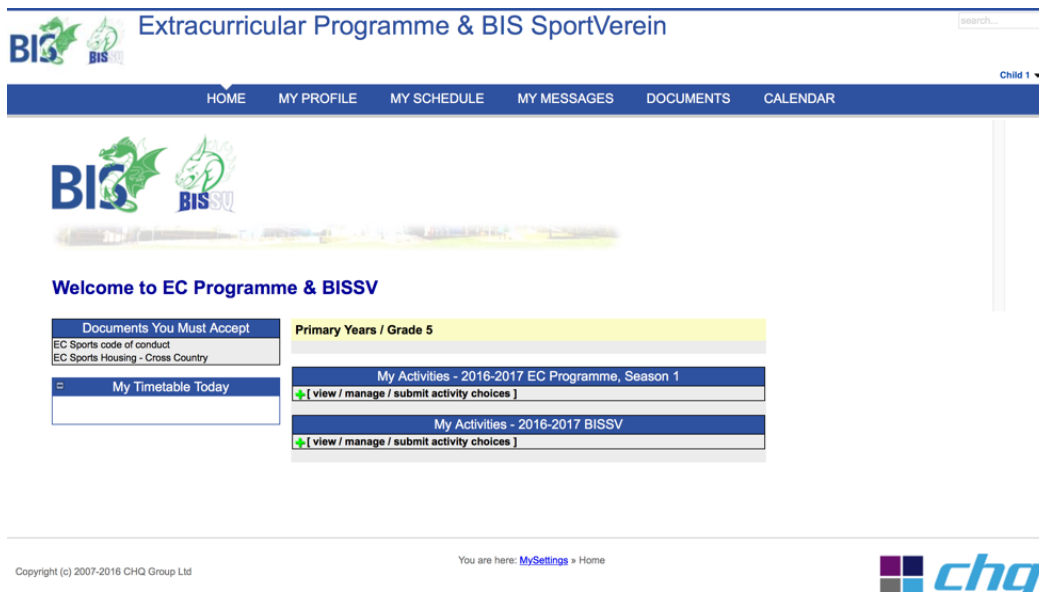 Extracurricular Programme & BIS SportVerein
search...
BIS
BISSV
Child 1
HOME MY PROFILE MY SCHEDULE MY MESSAGES DOCUMENTS CALENDAR
BIS
BISSV
Welcome to EC Programme & BISSV
Documents You Must Accept
EC Sports code of conduct
EC Sports Housing - Cross Country
My Timetable Today
Primary Years / Grade 5
My Activities - 2016-2017 EC Programme, Season 1
[ view / manage / submit activity choices ]
My Activities - 2016-2017 BISSV
[ view / manage / submit activity choices ]
You are here: MySettings » Home
Copyright (c) 2007-2016 CHQ Group Ltd
chq